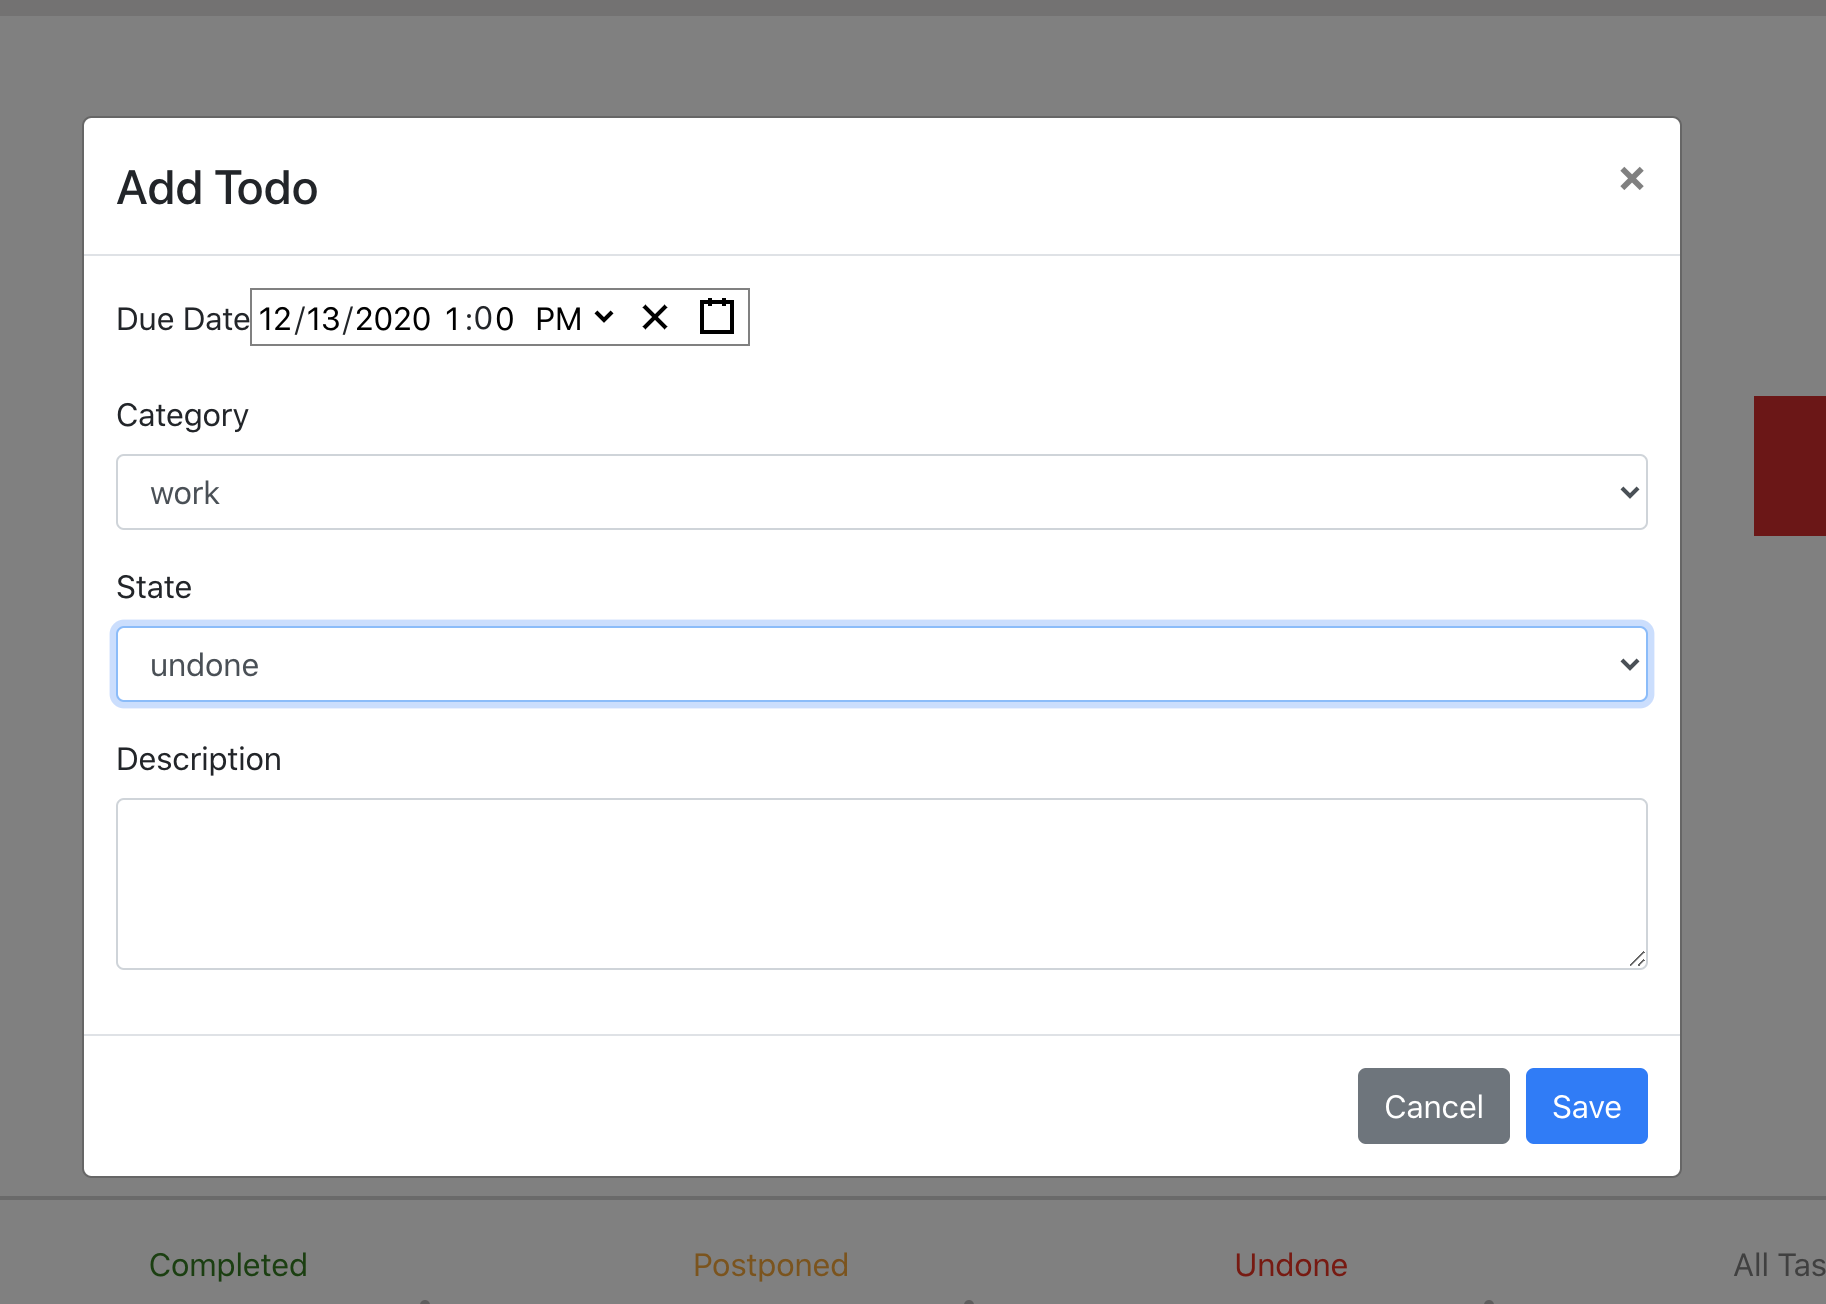 Add Todo
Due Date 12/13/2020 1:00 PM
Category
work
State
undone
Description
Cancel Save
Completed Postponed Undone All Tas